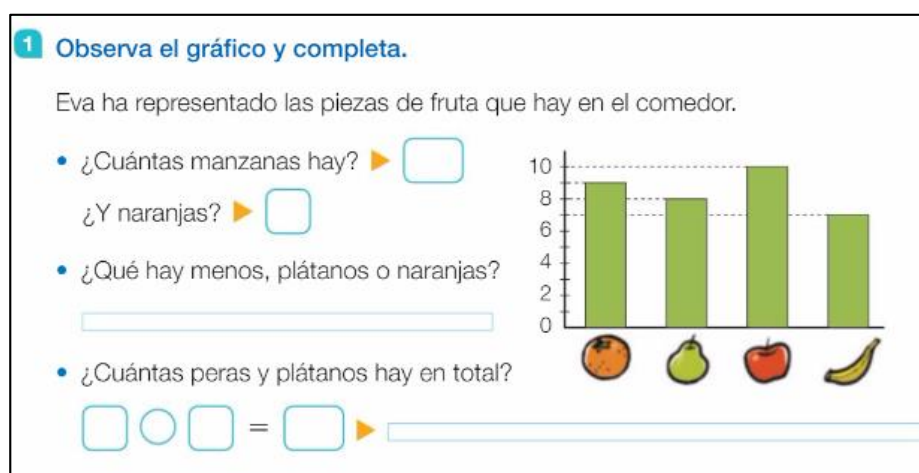 1 Observa el gráfico y completa.
Eva ha representado las piezas de fruta que hay en el comedor.
• ¿Cuántas manzanas hay?
¿Y naranjas?
• ¿Qué hay menos, plátanos o naranjas?
• ¿Cuántas peras y plátanos hay en total?
=
10
8
6
4
2
0